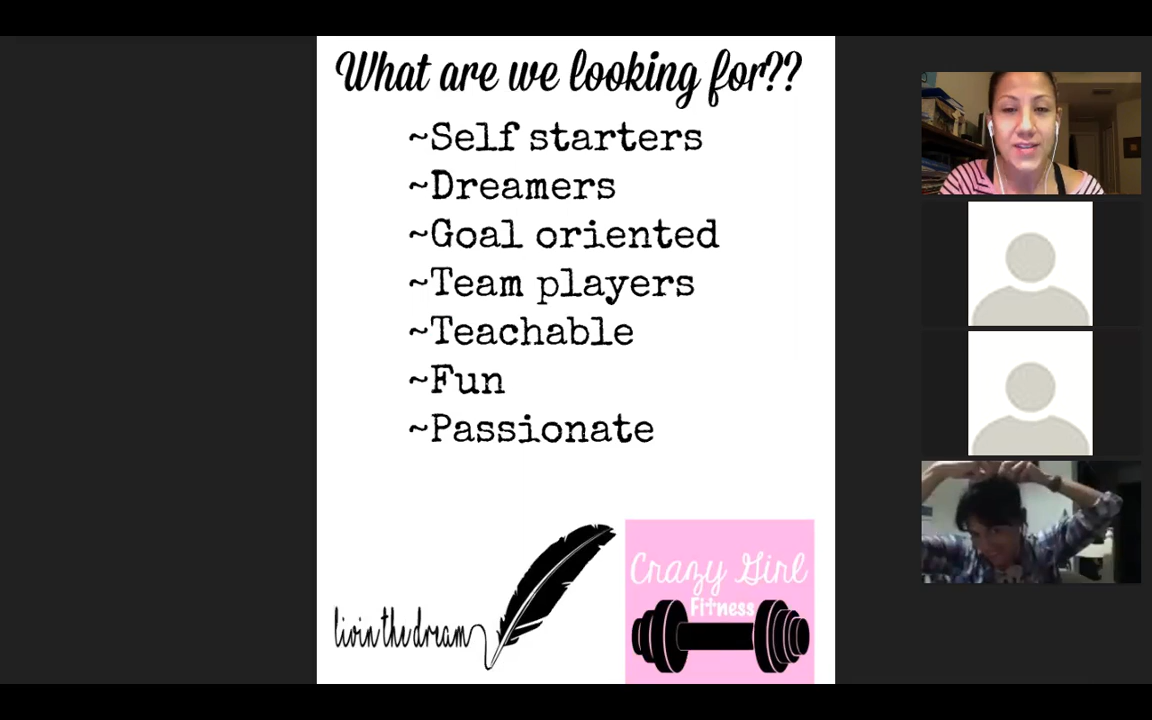 What are we looking for??
~Self starters
~Dreamers
~Goal oriented
~Team players
~Teachable
~Fun
~Passionate
livin the dream
Crazy Girl
Fitness